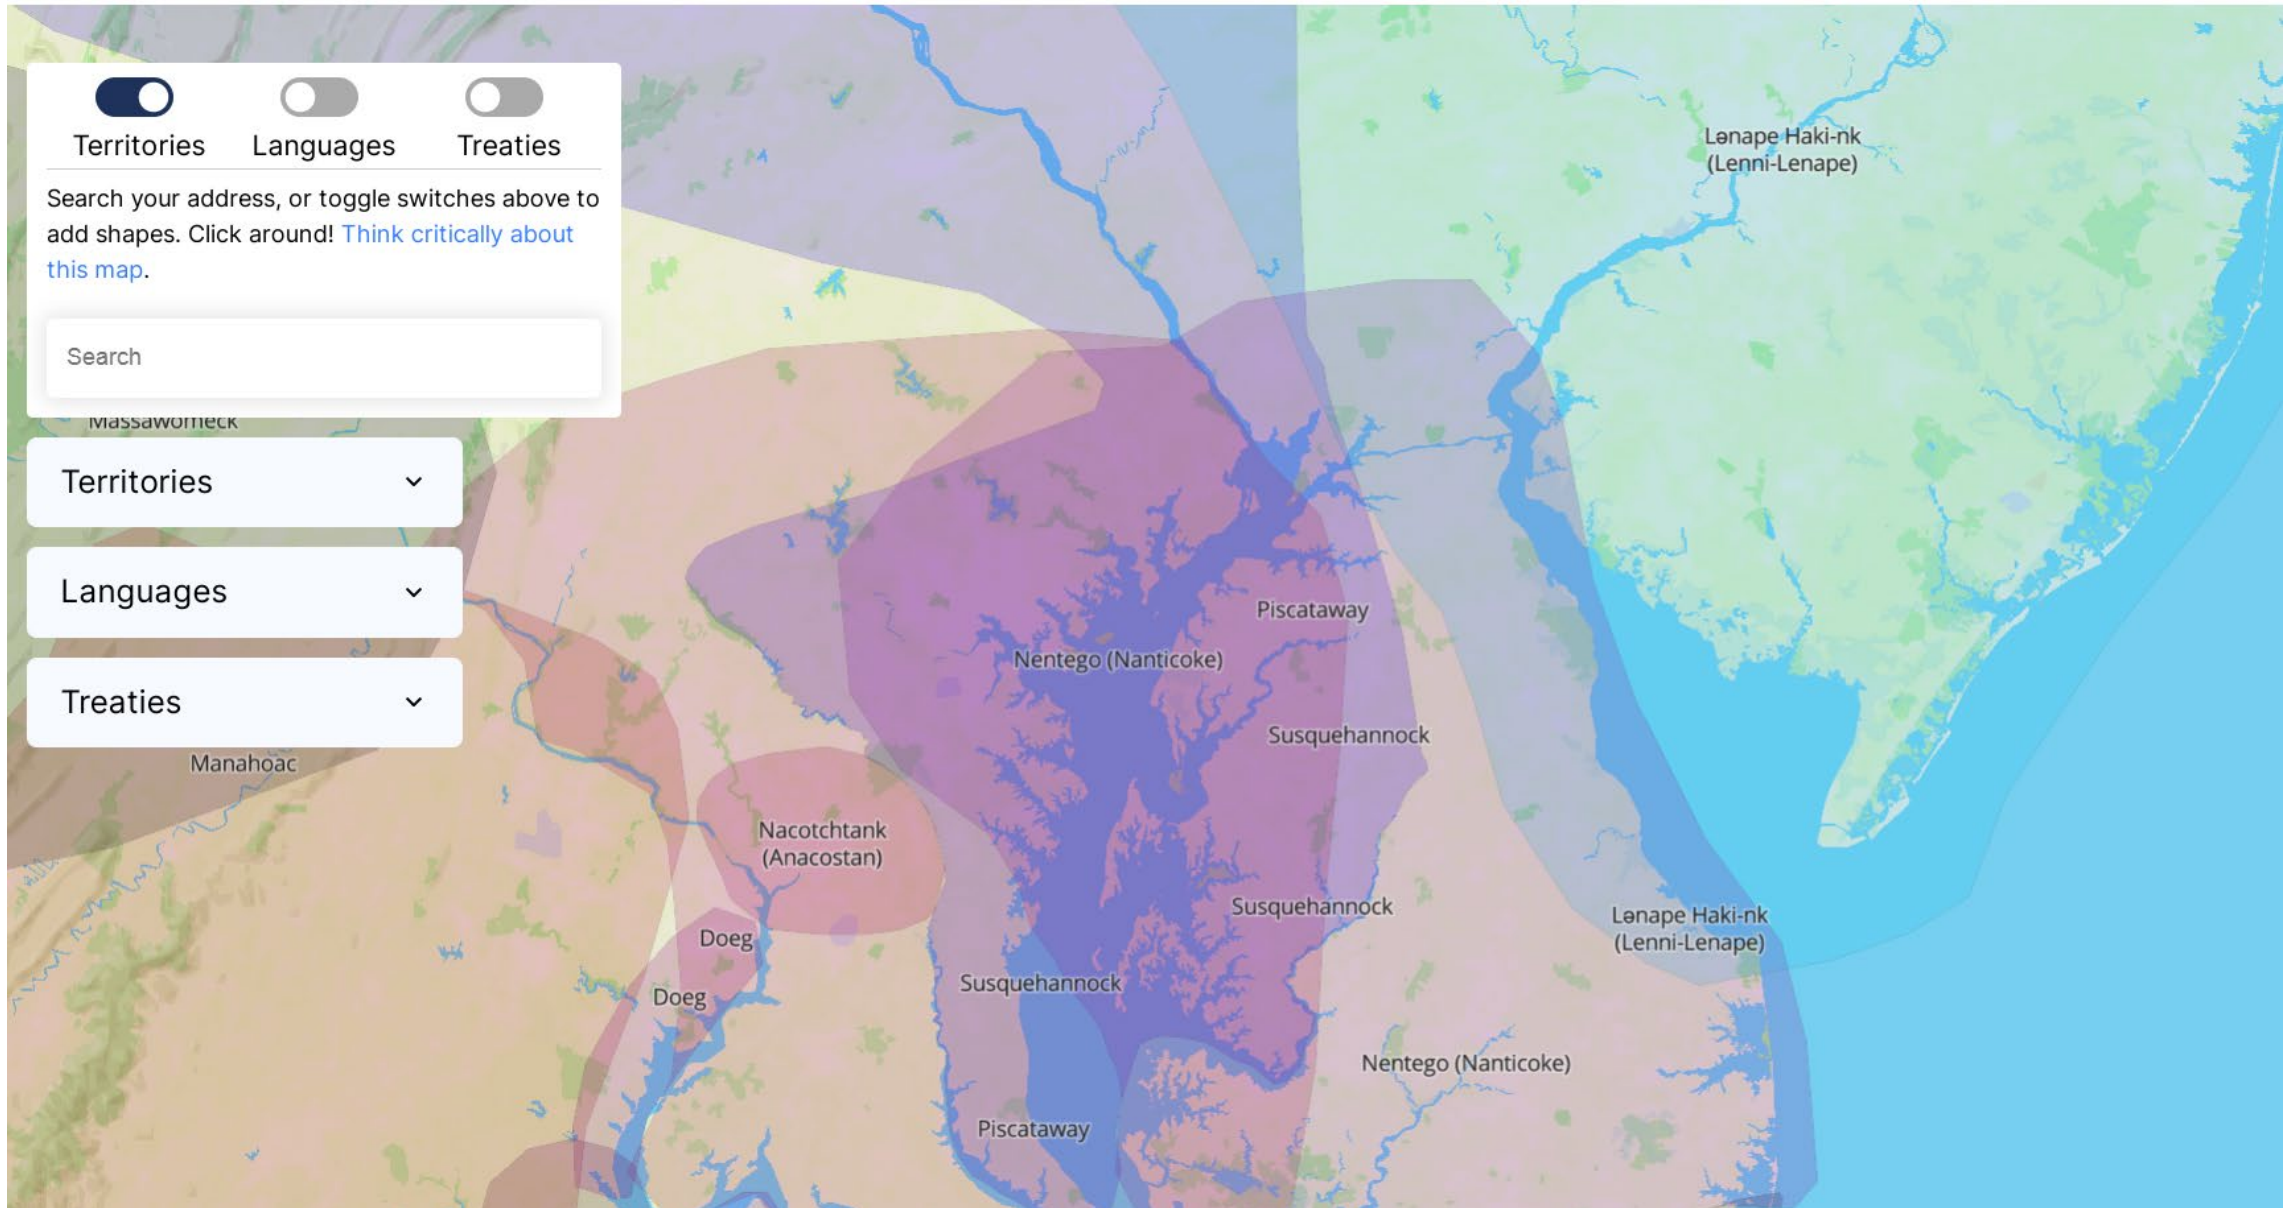 Territories
Languages
Treaties
Search your address, or toggle switches above to
add shapes. Click around! Think critically about
this map.
Search
Massawomeck
Territories
Languages
Treaties
Manahoac
Lənape Haki-nk
(Lenni-Lenape)
Piscataway
Nentego (Nanticoke)
Susquehannock
Nacotchtank
(Anacostan)
Susquehannock
Lənape Haki-nk
(Lenni-Lenape)
Doeg
Susquehannock
Doeg
Nentego (Nanticoke)
Piscataway